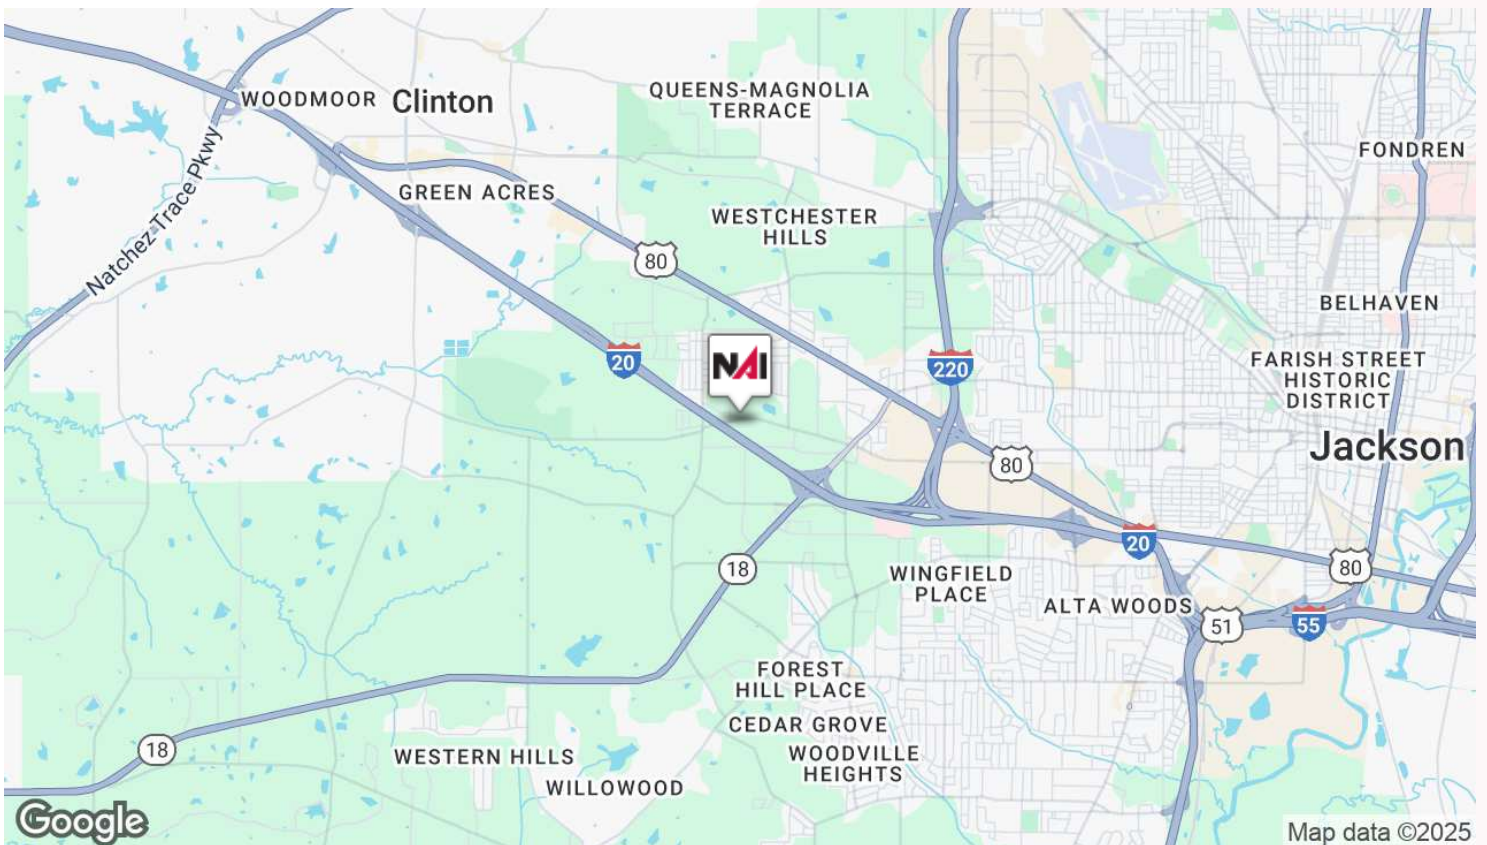 WOODMOOR
Clinton
QUEENS-MAGNOLIA
TERRACE
FONDREN
Natchez Trace Pkwy
GREEN ACRES
WESTCHESTER
HILLS
80
BELHAVEN
20
NAI
220
FARISH STREET
HISTORIC
DISTRICT
Jackson
80
20
18
WINGFIELD
PLACE
80
ALTA WOODS
51
55
FOREST
HILL PLACE
CEDAR GROVE
18
WESTERN HILLS
WOODVILLE
HEIGHTS
WILLOWOOD
Google
Map data ©2025